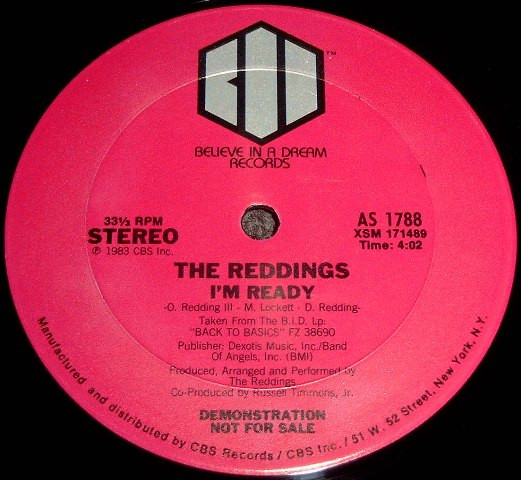 BID
™
BELIEVE IN A DREAM
RECORDS
33⅓ RPM
STEREO
℗ 1983 CBS Inc.
AS 1788
XSM 171489
Time: 4:02
THE REDDINGS
I'M READY
-O. Redding III - M. Lockett - D. Redding-
Taken From The B.I.D. Lp:
"BACK TO BASICS" FZ 38690
Publisher: Dexotis Music, Inc./Band
Of Angels, Inc. (BMI)
Produced, Arranged and Performed by
The Reddings
Co-Produced by Russell Timmons, Jr.
DEMONSTRATION
NOT FOR SALE
Manufactured and distributed by CBS Records / CBS Inc. / 51 W. 52 Street, New York, N.Y.